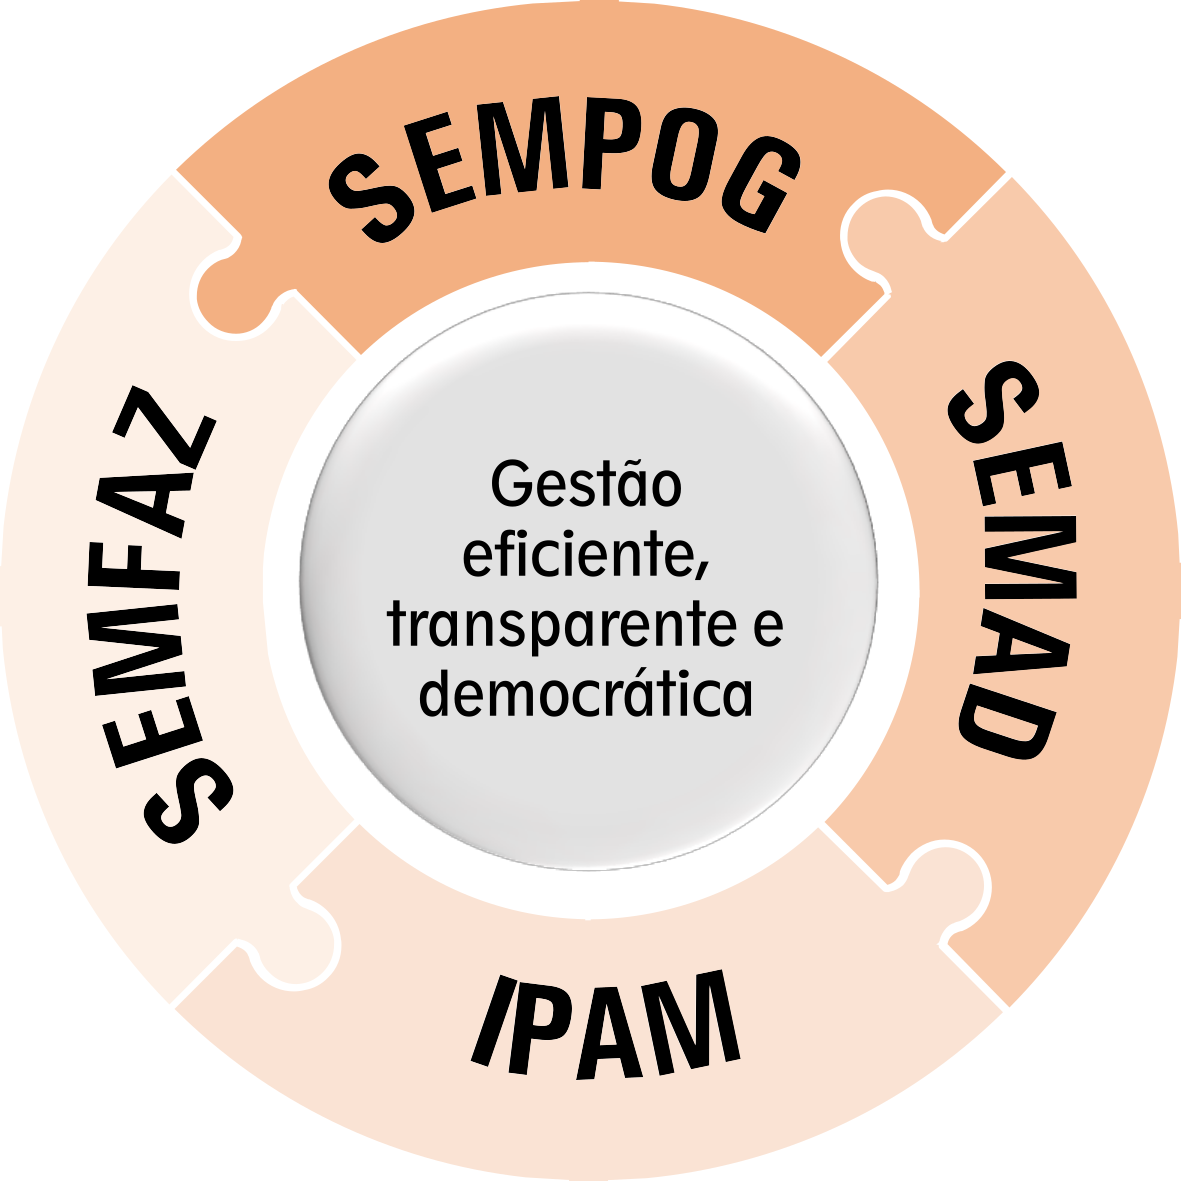 SEMPOG
SEMAD
IPAM
SEMFAZ
Gestão
eficiente,
transparente e
democrática